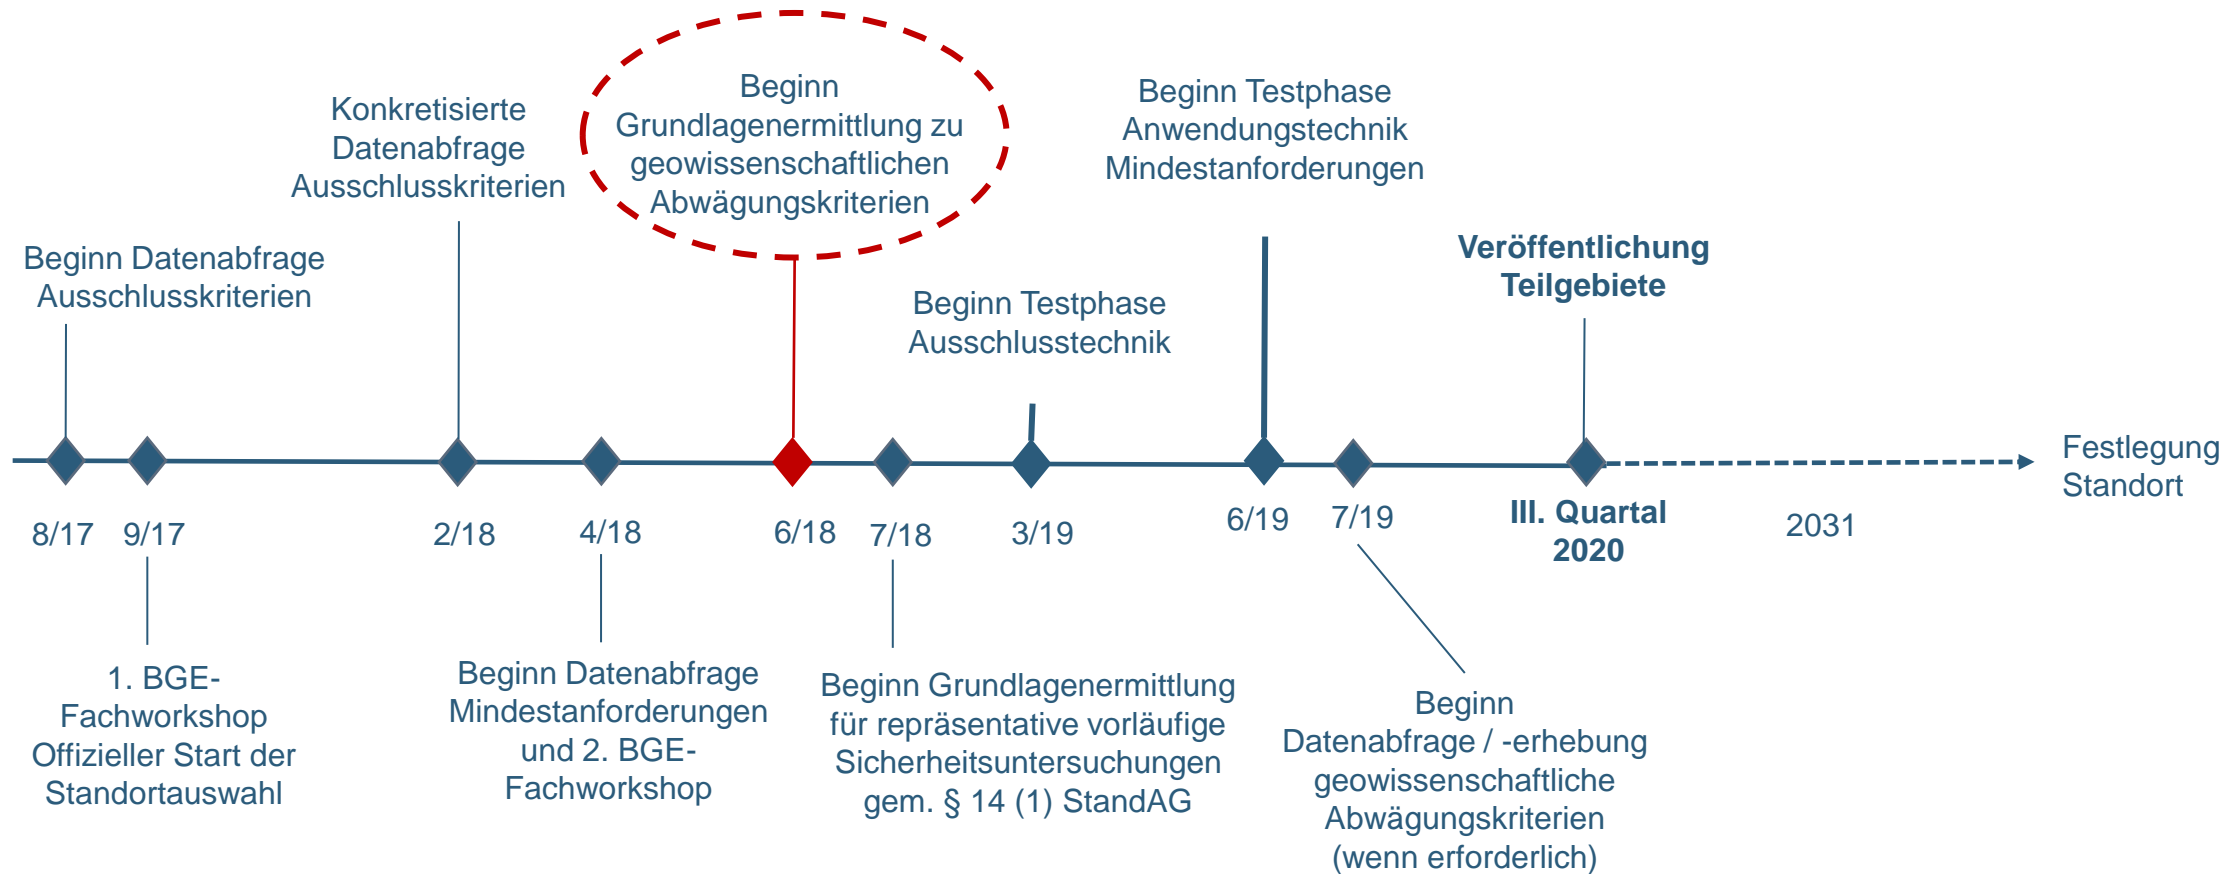 Beginn Datenabfrage
Ausschlusskriterien
Konkretisierte
Datenabfrage
Ausschlusskriterien
Beginn
Grundlagenermittlung zu
geowissenschaftlichen
Abwägungskriterien
Beginn Testphase
Ausschlusstechnik
Beginn Testphase
Anwendungstechnik
Mindestanforderungen
Veröffentlichung
Teilgebiete
Festlegung
Standort
8/17
9/17
2/18
4/18
6/18
7/18
3/19
6/19
7/19
III. Quartal
2020
2031
1. BGE-
Fachworkshop
Offizieller Start der
Standortauswahl
Beginn Datenabfrage
Mindestanforderungen
und 2. BGE-
Fachworkshop
Beginn Grundlagenermittlung
für repräsentative vorläufige
Sicherheitsuntersuchungen
gem. § 14 (1) StandAG
Beginn
Datenabfrage / -erhebung
geowissenschaftliche
Abwägungskriterien
(wenn erforderlich)